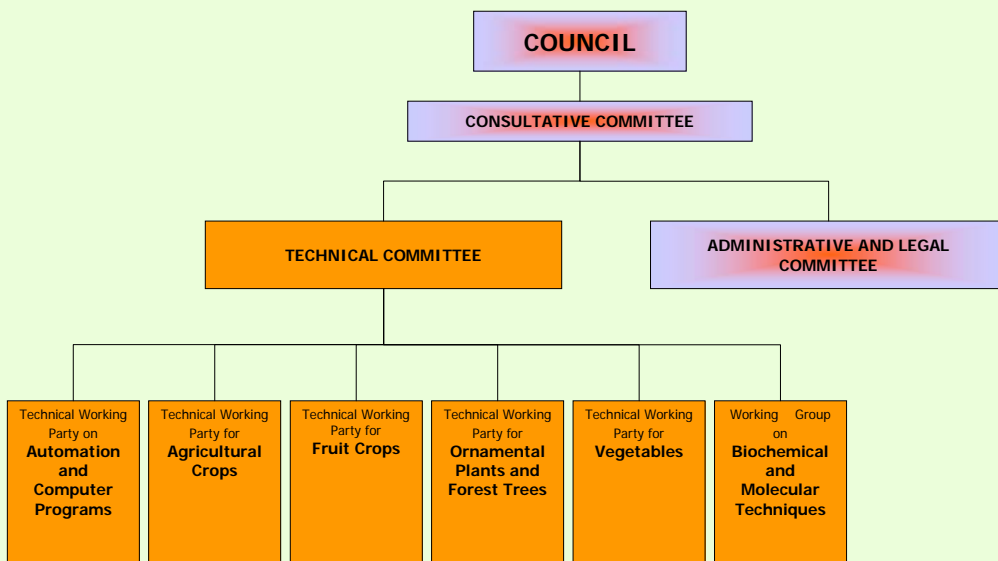 COUNCIL
CONSULTATIVE COMMITTEE
TECHNICAL COMMITTEE
ADMINISTRATIVE AND LEGAL
COMMITTEE
Technical Working
Party on
Automation
and
Computer
Programs
Technical Working
Party for
Agricultural
Crops
Technical Working
Party for
Fruit Crops
Technical Working
Party for
Ornamental
Plants and
Forest Trees
Technical Working
Party for
Vegetables
Working Group
on
Biochemical
and
Molecular
Techniques